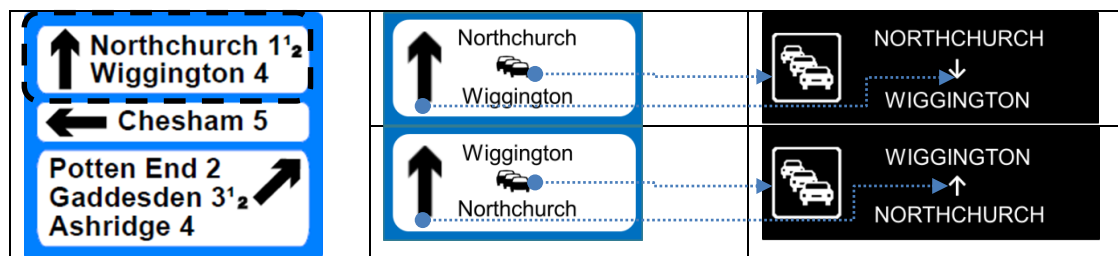 Northchurch 1½
Wiggington 4
Chesham 5
Potten End 2
Gaddesden 3½
Ashridge 4
Northchurch
Wiggington
NORTHCHURCH
↓
WIGGINGTON
Wiggington
Northchurch
WIGGINGTON
↑
NORTHCHURCH